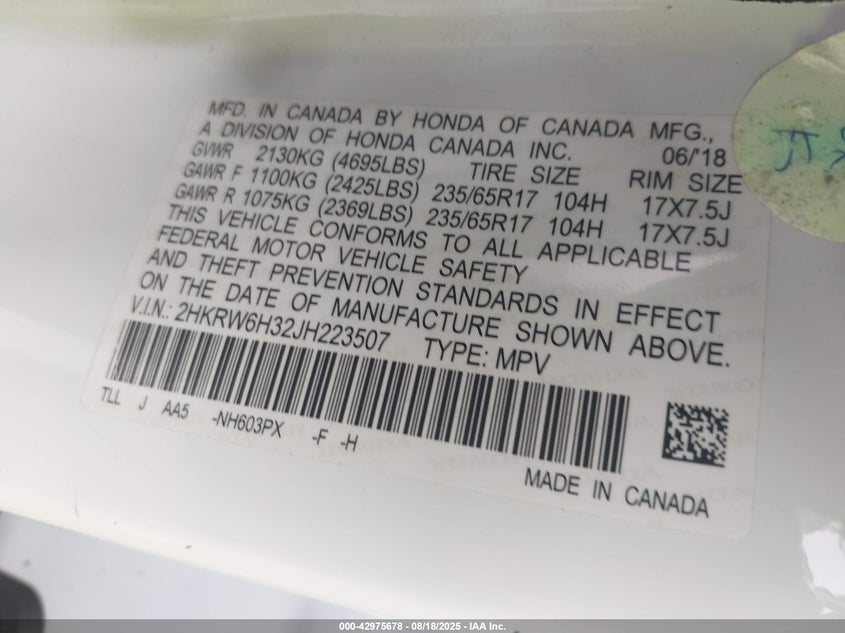 MFD. IN CANADA BY HONDA OF CANADA MFG.,
A DIVISION OF HONDA CANADA INC. 06/'18
GVWR 2130KG (4695LBS) TIRE SIZE RIM SIZE
GAWR F 1100KG (2425LBS) 235/65R17 104H 17X7.5J
GAWR R 1075KG (2369LBS) 235/65R17 104H 17X7.5J
THIS VEHICLE CONFORMS TO ALL APPLICABLE
FEDERAL MOTOR VEHICLE SAFETY
AND THEFT PREVENTION STANDARDS IN EFFECT
ON THE DATE OF MANUFACTURE SHOWN ABOVE.
V.I.N.: 2HKRW6H32JH223507 TYPE: MPV
TLL J AA5 -NH603PX -F -H
MADE IN CANADA
000-42975678 - 08/18/2025 - IAA Inc.